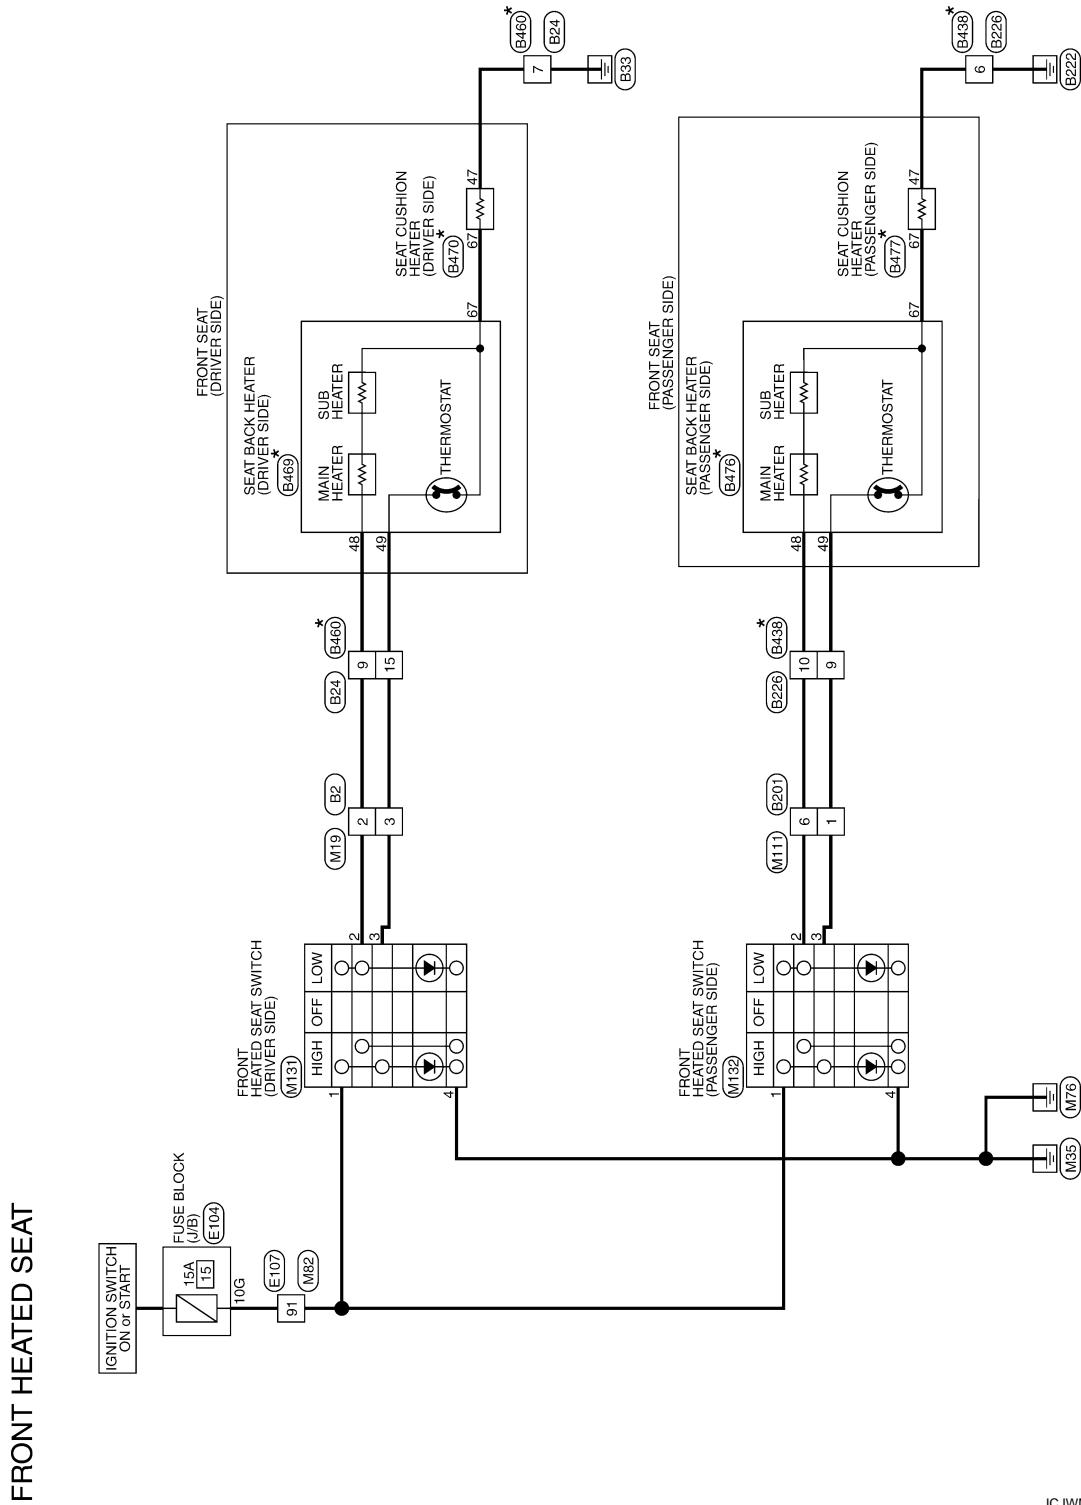 FRONT HEATED SEAT
IGNITION SWITCH
ON or START
FUSE BLOCK
(J/B)
E104
15A
15
10G
E107
91
M82
FRONT
HEATED SEAT SWITCH
(DRIVER SIDE)
M131
HIGH
OFF
LOW
1
4
2
3
M19
B2
2
3
B24
B460
*
9
15
FRONT SEAT
(DRIVER SIDE)
SEAT BACK HEATER
(DRIVER SIDE)
B469
*
48
49
MAIN
HEATER
SUB
HEATER
THERMOSTAT
67
SEAT CUSHION
HEATER
(DRIVER SIDE)
B470
*
67
47
B460
*
B24
7
B33
FRONT
HEATED SEAT SWITCH
(PASSENGER SIDE)
M132
HIGH
OFF
LOW
1
4
2
3
M111
B201
6
1
B226
B438
*
10
9
FRONT SEAT
(PASSENGER SIDE)
SEAT BACK HEATER
(PASSENGER SIDE)
B476
*
48
49
MAIN
HEATER
SUB
HEATER
THERMOSTAT
67
SEAT CUSHION
HEATER
(PASSENGER SIDE)
B477
*
67
47
B438
*
B226
6
B222
M35
M76